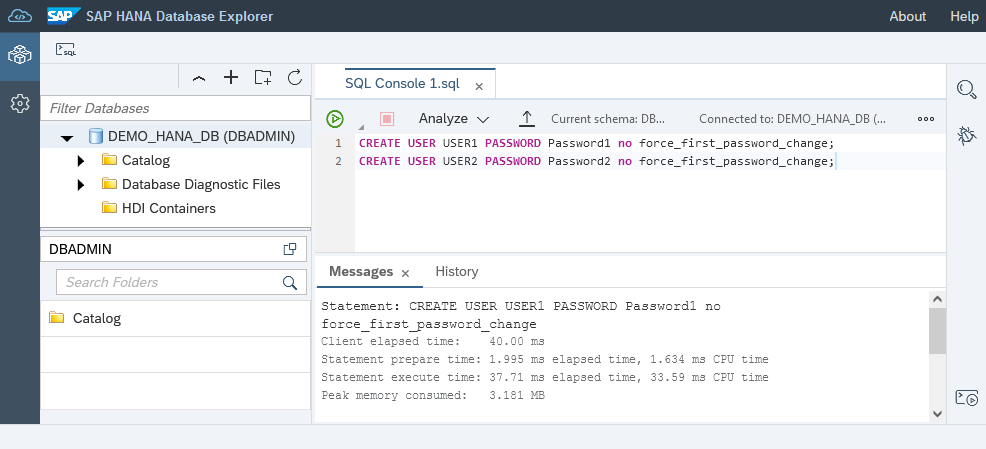 SAP SAP HANA Database Explorer About Help
SQL
SQL Console 1.sql
Filter Databases
Analyze Current schema: DB... Connected to: DEMO_HANA_DB (...
DEMO_HANA_DB (DBADMIN)
Catalog
Database Diagnostic Files
HDI Containers
1 CREATE USER USER1 PASSWORD Password1 no force_first_password_change;
2 CREATE USER USER2 PASSWORD Password2 no force_first_password_change;
DBADMIN
Search Folders
Catalog
Messages History
Statement: CREATE USER USER1 PASSWORD Password1 no
force_first_password_change
Client elapsed time: 40.00 ms
Statement prepare time: 1.995 ms elapsed time, 1.634 ms CPU time
Statement execute time: 37.71 ms elapsed time, 33.59 ms CPU time
Peak memory consumed: 3.181 MB